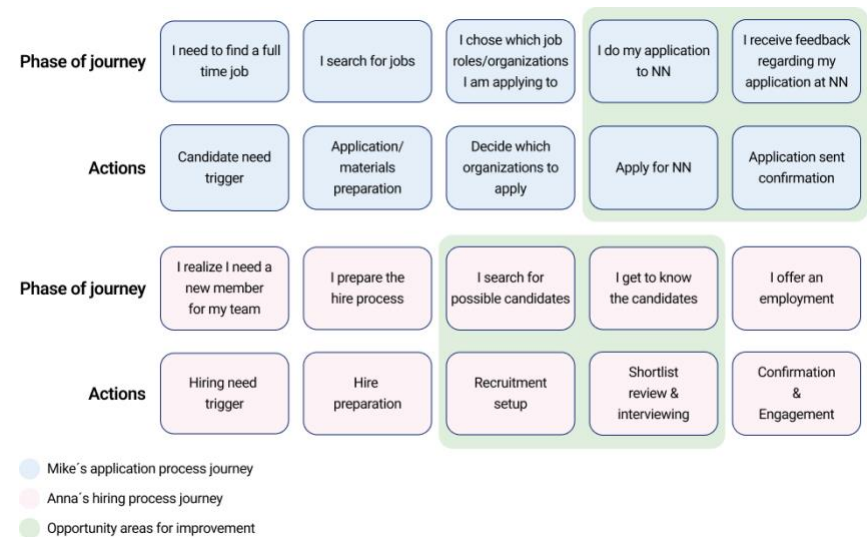 Phase of journey
I need to find a full
time job
I search for jobs
I chose which job
roles/organizations
I am applying to
I do my application
to NN
I receive feedback
regarding my
application at NN
Actions
Candidate need
trigger
Application/
materials
preparation
Decide which
organizations to
apply
Apply for NN
Application sent
confirmation
Phase of journey
I realize I need a
new member
for my team
I prepare the
hire process
I search for
possible candidates
I get to know
the candidates
I offer an
employment
Actions
Hiring need
trigger
Hire
preparation
Recruitment
setup
Shortlist
review &
interviewing
Confirmation
&
Engagement
Mike´s application process journey
Anna´s hiring process journey
Opportunity areas for improvement